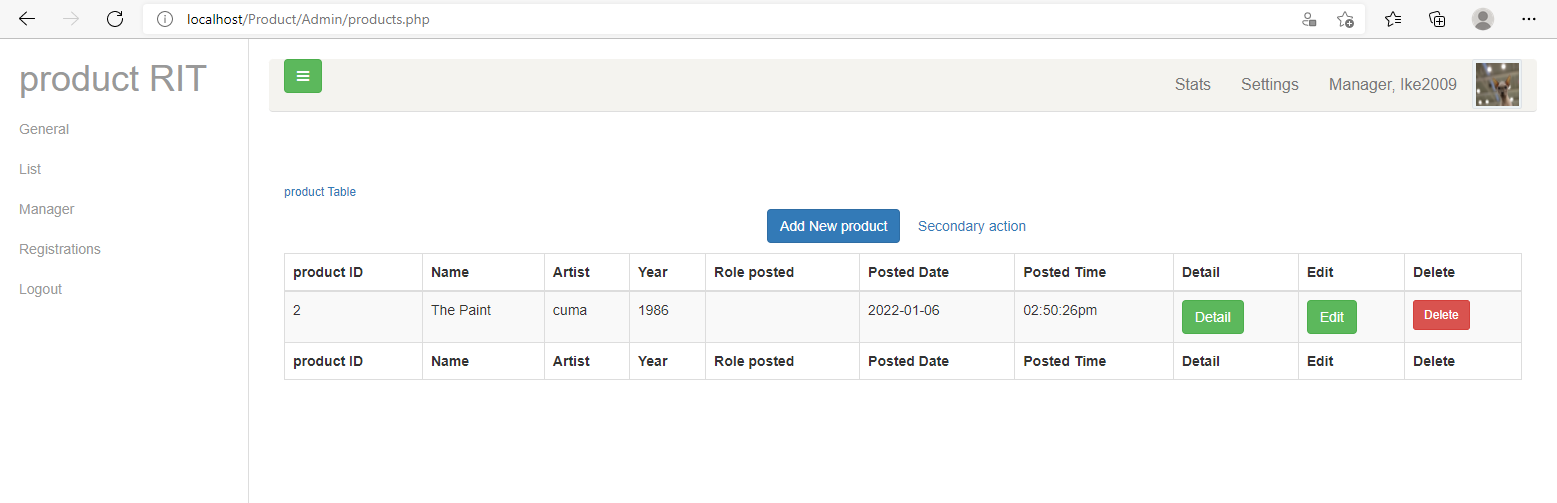 localhost/Product/Admin/products.php
product RIT
General
List
Manager
Registrations
Logout
Stats Settings Manager, Ike2009
product Table
Add New product Secondary action
product ID Name Artist Year Role posted Posted Date Posted Time Detail Edit Delete
2 The Paint cuma 1986 2022-01-06 02:50:26pm Detail Edit Delete
product ID Name Artist Year Role posted Posted Date Posted Time Detail Edit Delete